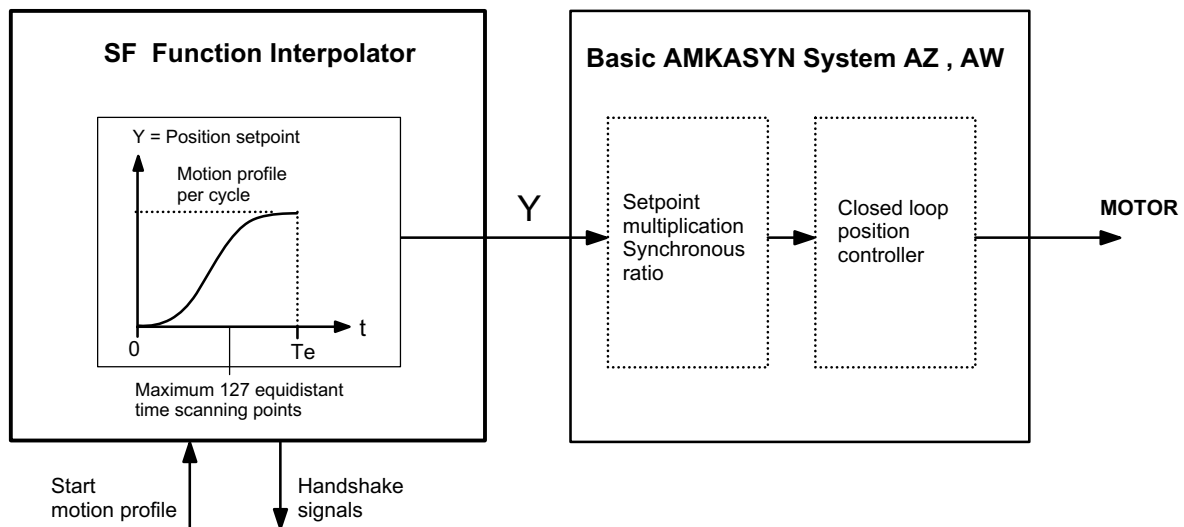 SF Function Interpolator
Y = Position setpoint
Motion profile
per cycle
t
0
Te
Maximum 127 equidistant
time scanning points
Start
motion profile
Handshake
signals
Y
Basic AMKASYN System AZ , AW
Setpoint
multiplication
Synchronous
ratio
Closed loop
position
controller
MOTOR